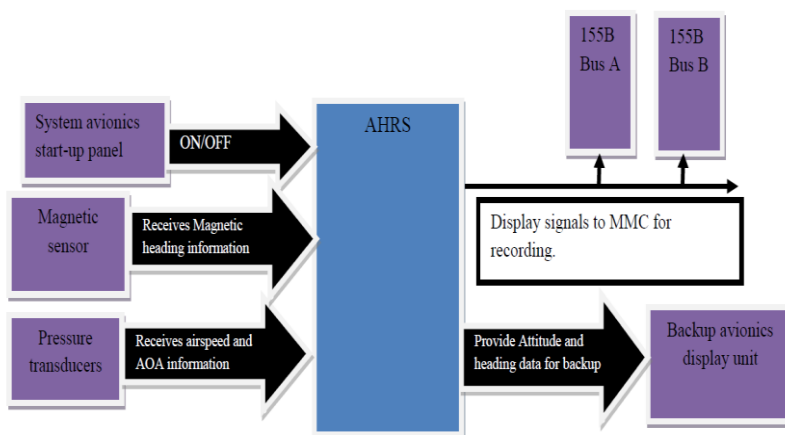 System avionics
start-up panel
ON/OFF
AHRS
155B
Bus A
155B
Bus B
Magnetic
sensor
Receives Magnetic
heading information
Display signals to MMC for
recording.
Pressure
transducers
Receives airspeed and
AOA information
Provide Attitude and
heading data for backup
Backup avionics
display unit